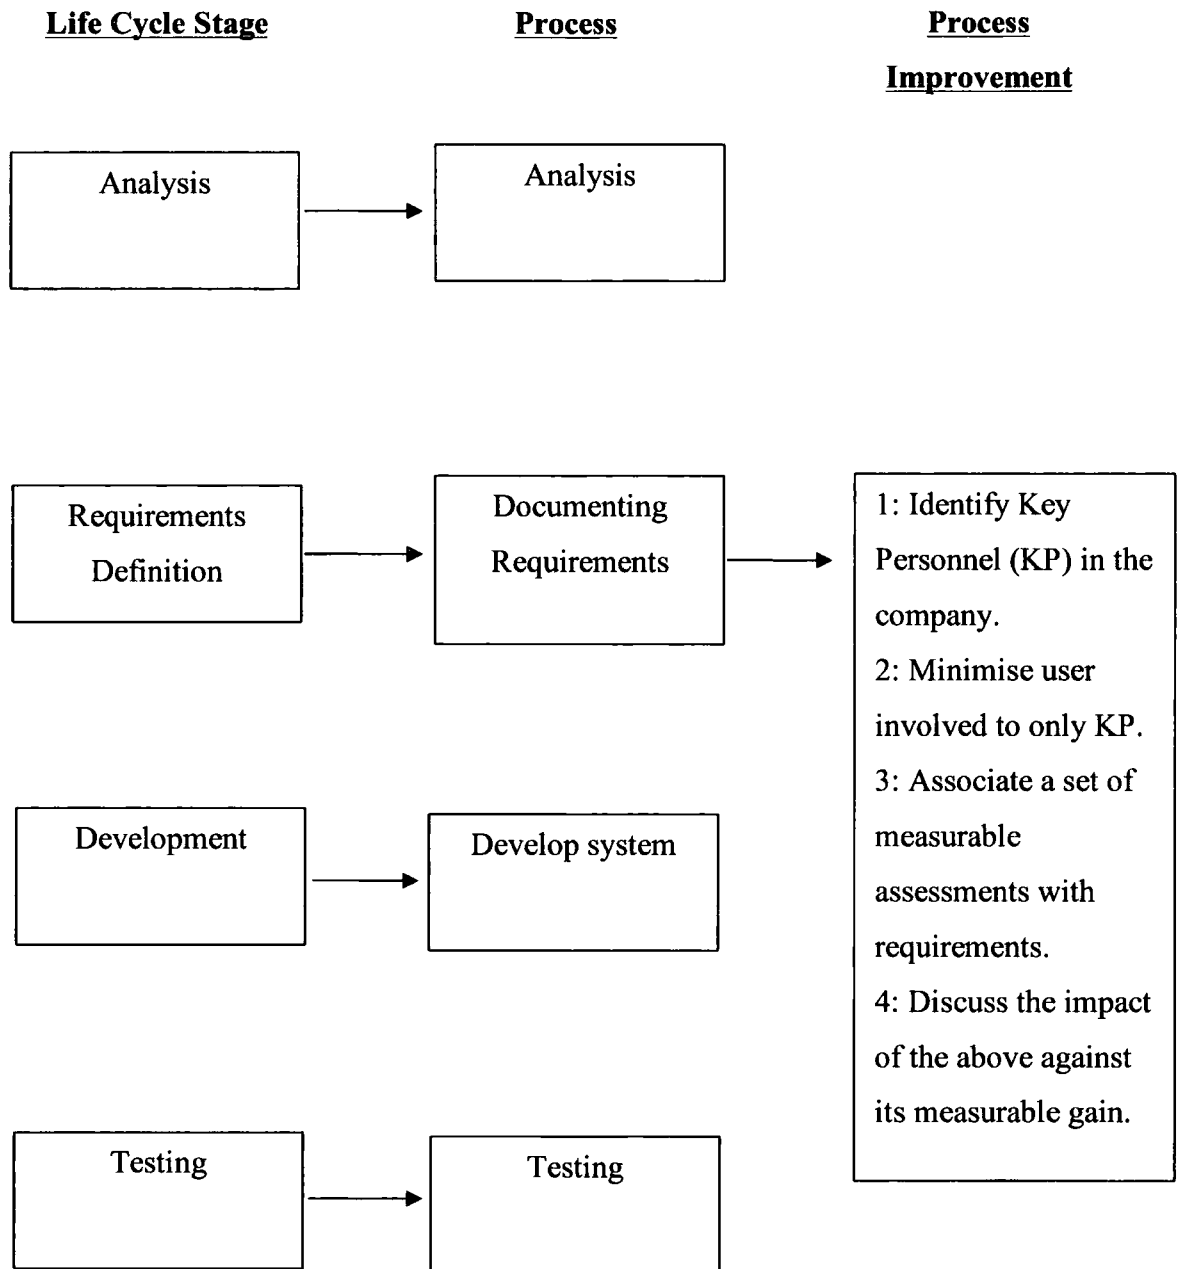 Life Cycle Stage
Process
Process
Improvement
Analysis
Analysis
Requirements
Definition
Documenting
Requirements
1: Identify Key
Personnel (KP) in the
company.
2: Minimise user
involved to only KP.
3: Associate a set of
measurable
assessments with
requirements.
4: Discuss the impact
of the above against
its measurable gain.
Development
Develop system
Testing
Testing